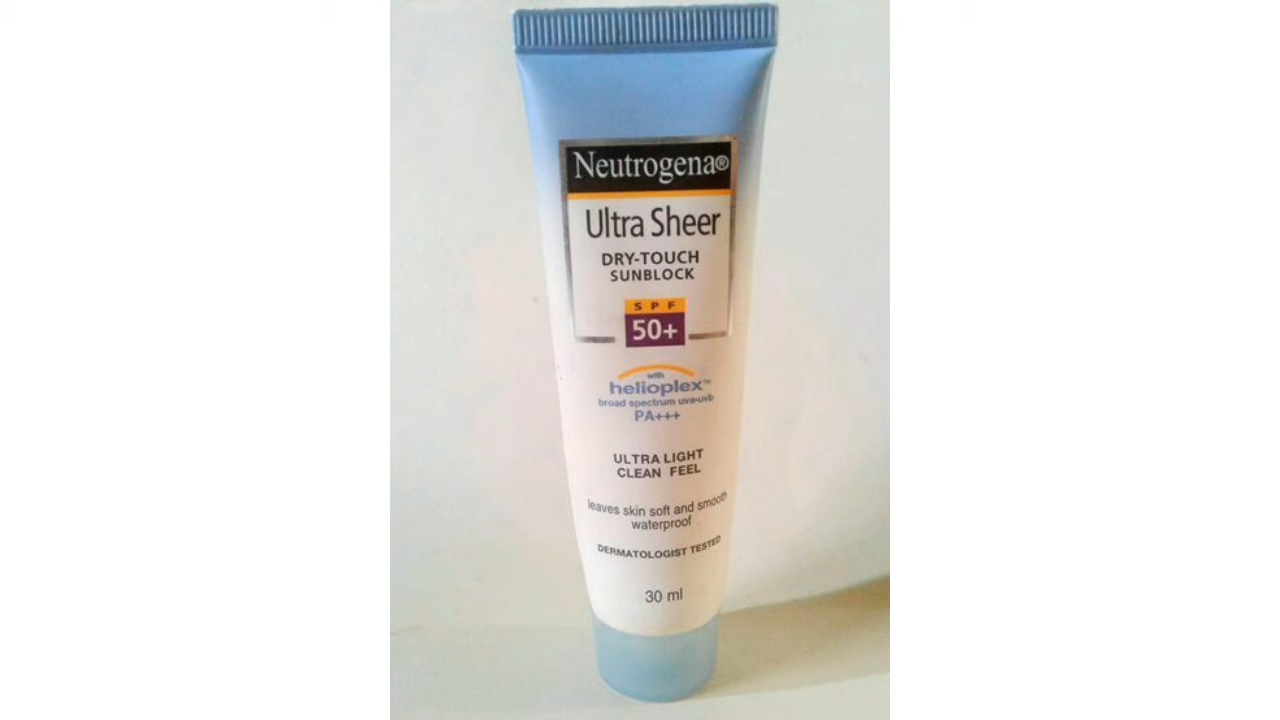 Neutrogena®
Ultra Sheer
DRY-TOUCH
SUNBLOCK
SPF
50+
with
helioplex™
broad spectrum uva-uvb
PA+++
ULTRA LIGHT
CLEAN FEEL
leaves skin soft and smooth
waterproof
DERMATOLOGIST TESTED
30 ml